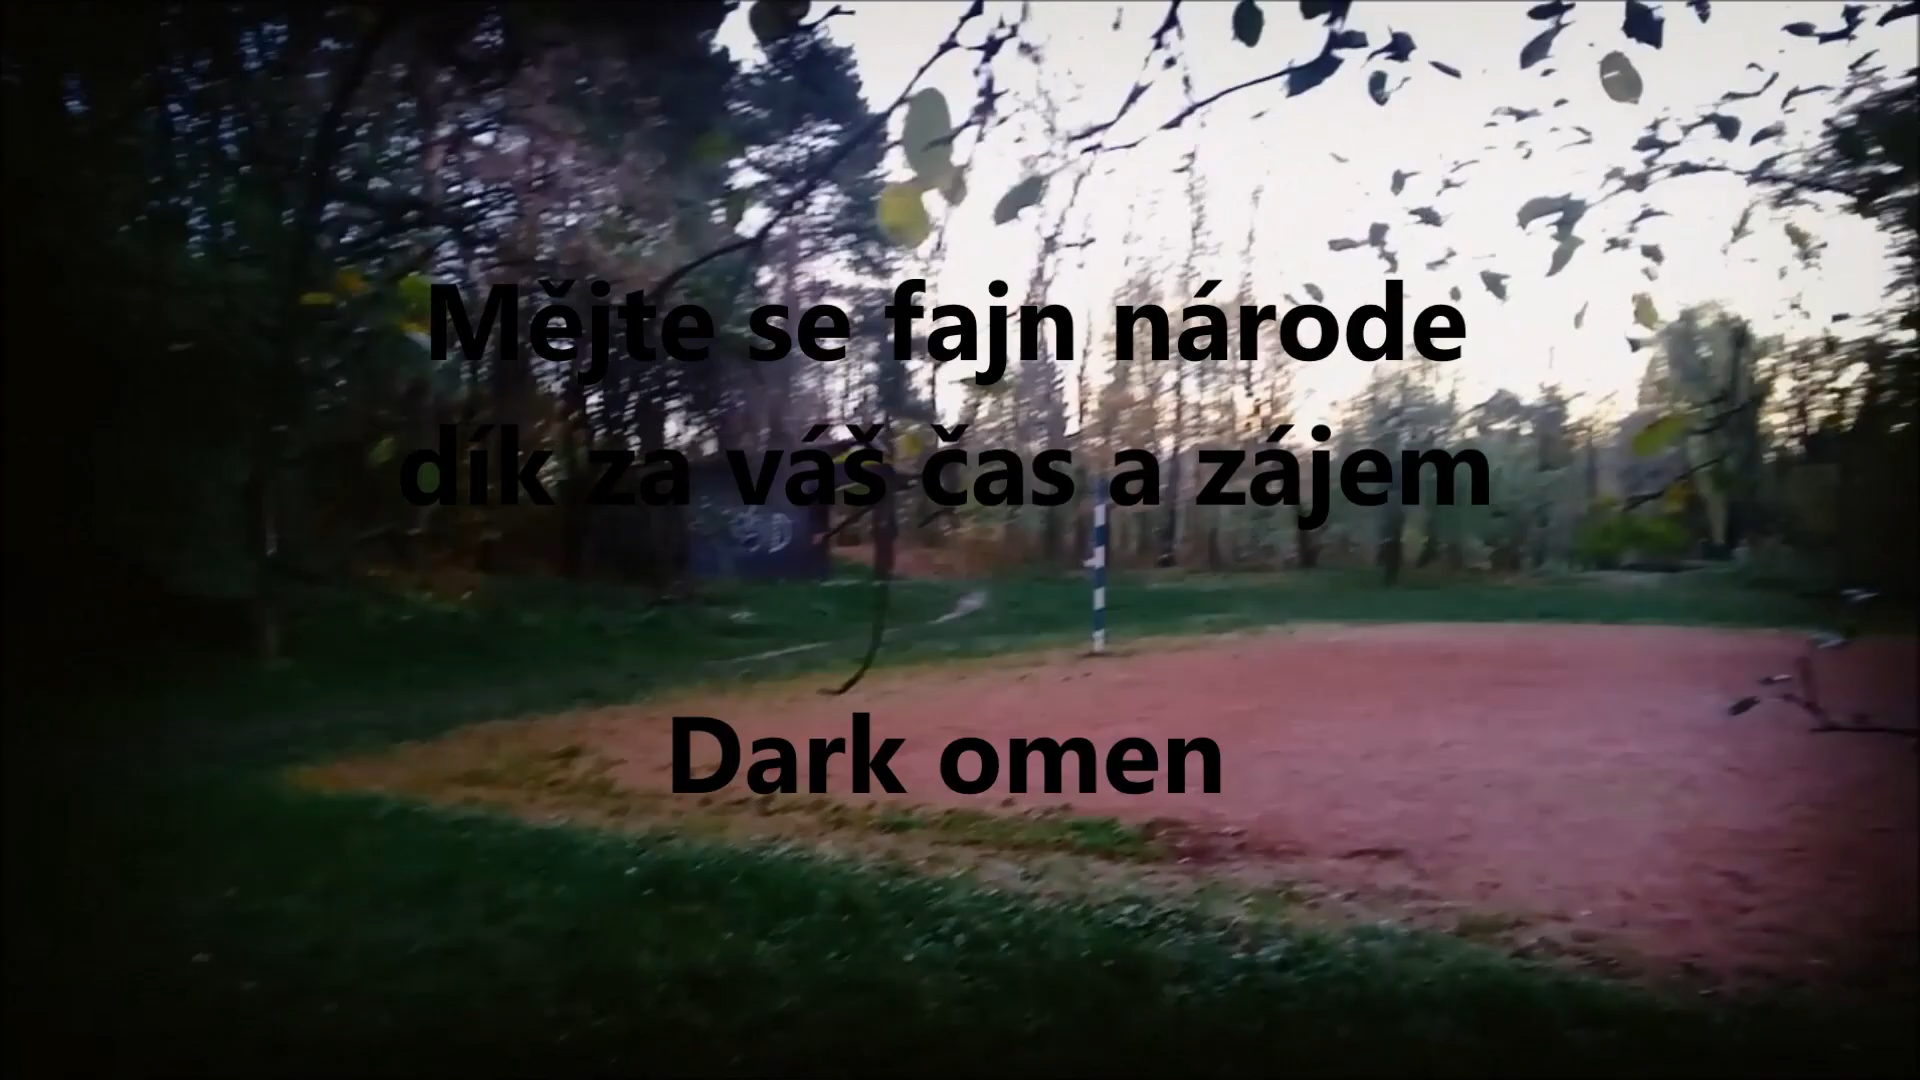 Mějte se fajn národe
dík za váš čas a zájem
Dark omen